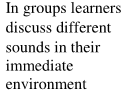 In groups learners
discuss different
sounds in their
immediate
environment